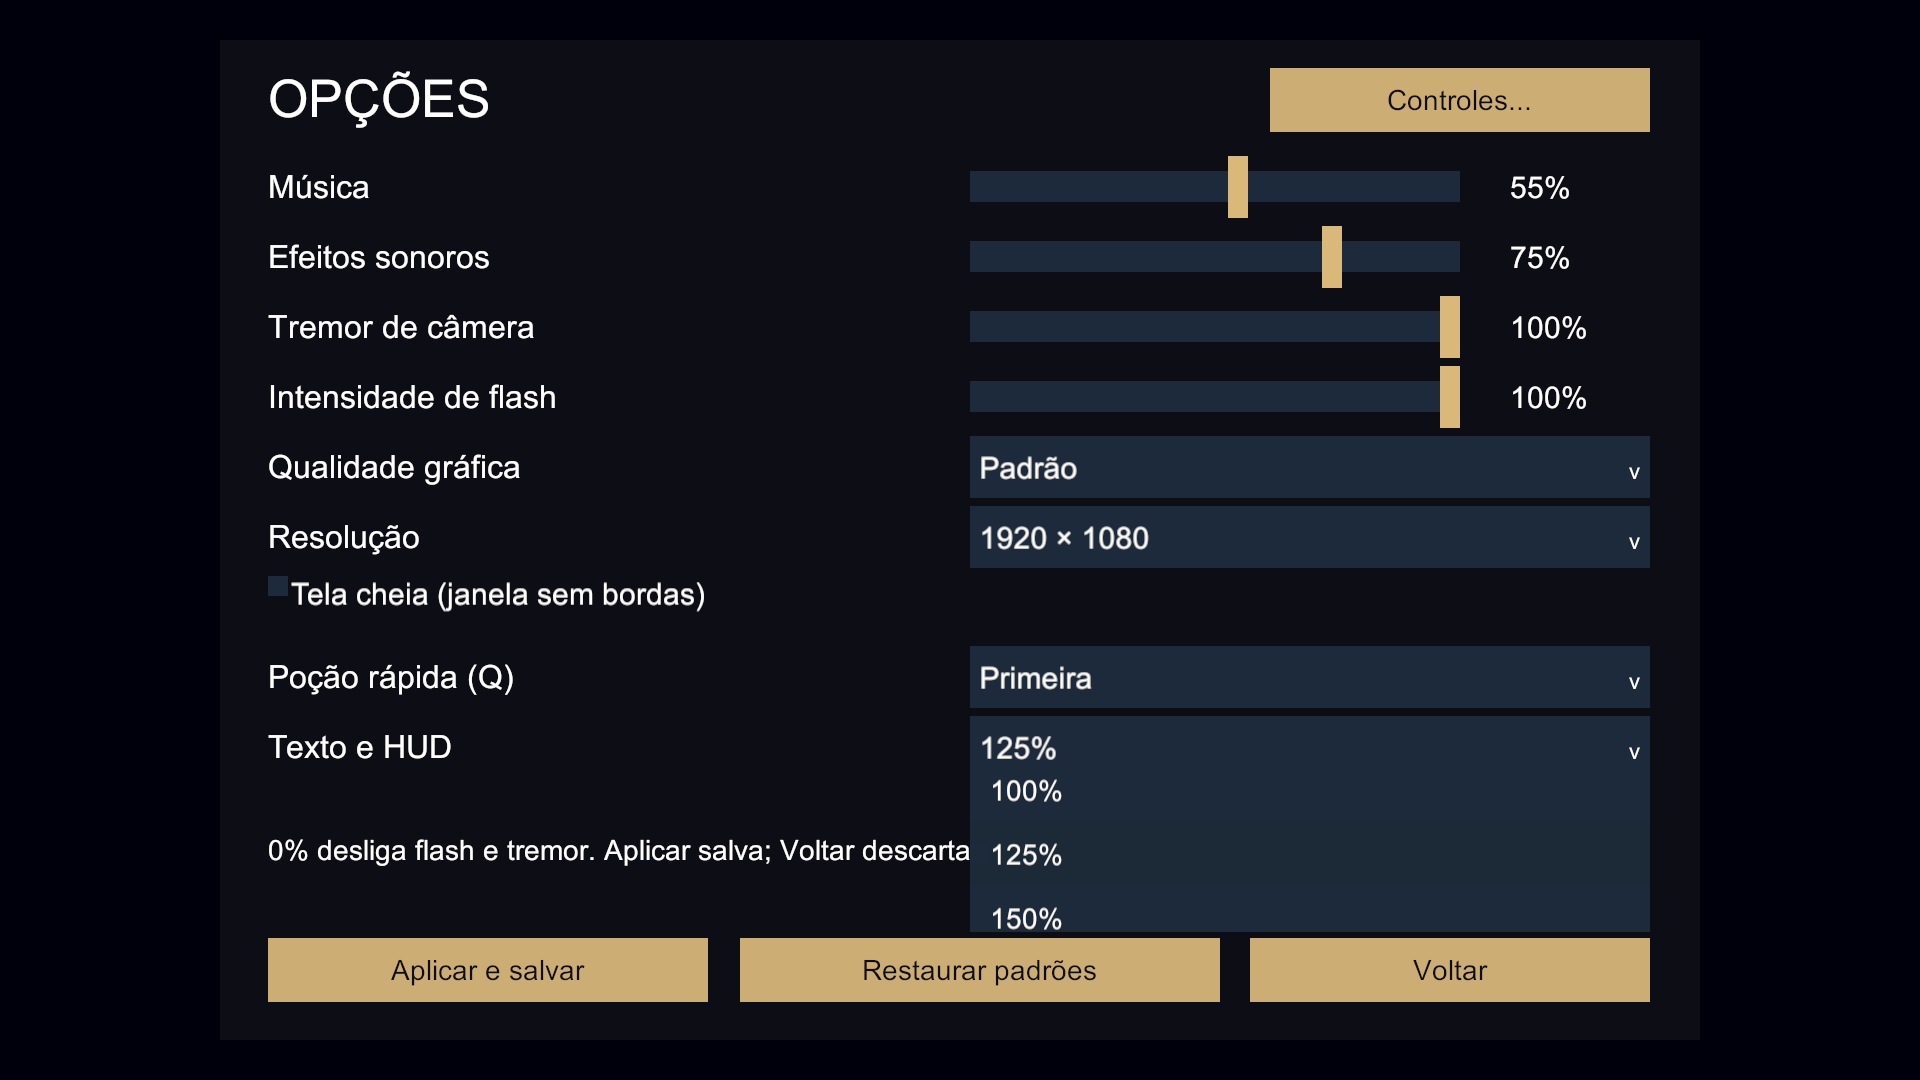 OPÇÕES
Controles...
Música
55%
Efeitos sonoros
75%
Tremor de câmera
100%
Intensidade de flash
100%
Qualidade gráfica
Padrão
v
Resolução
1920 × 1080
v
Tela cheia (janela sem bordas)
Poção rápida (Q)
Primeira
v
Texto e HUD
125%
v
100%
125%
150%
0% desliga flash e tremor. Aplicar salva; Voltar descarta
Aplicar e salvar
Restaurar padrões
Voltar